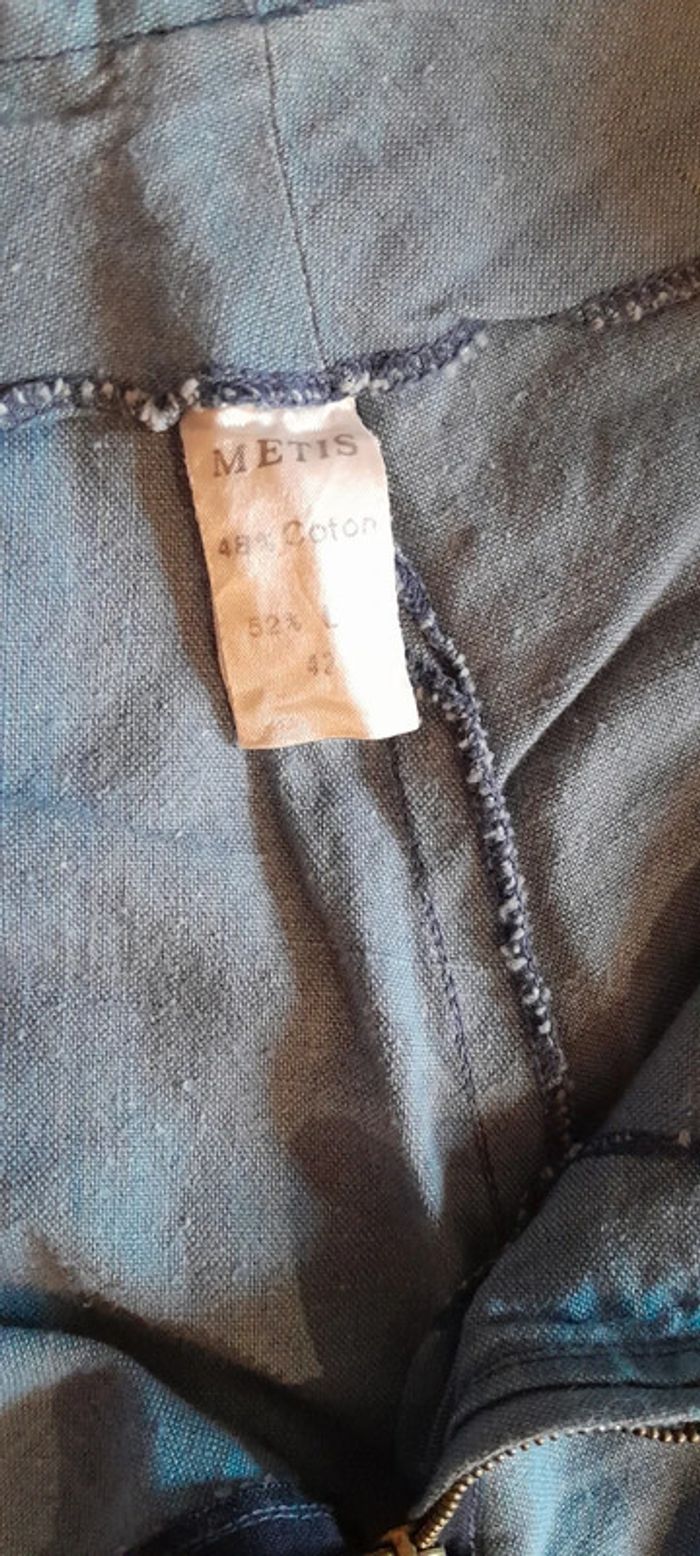 METIS
48% Coton
52% L
42